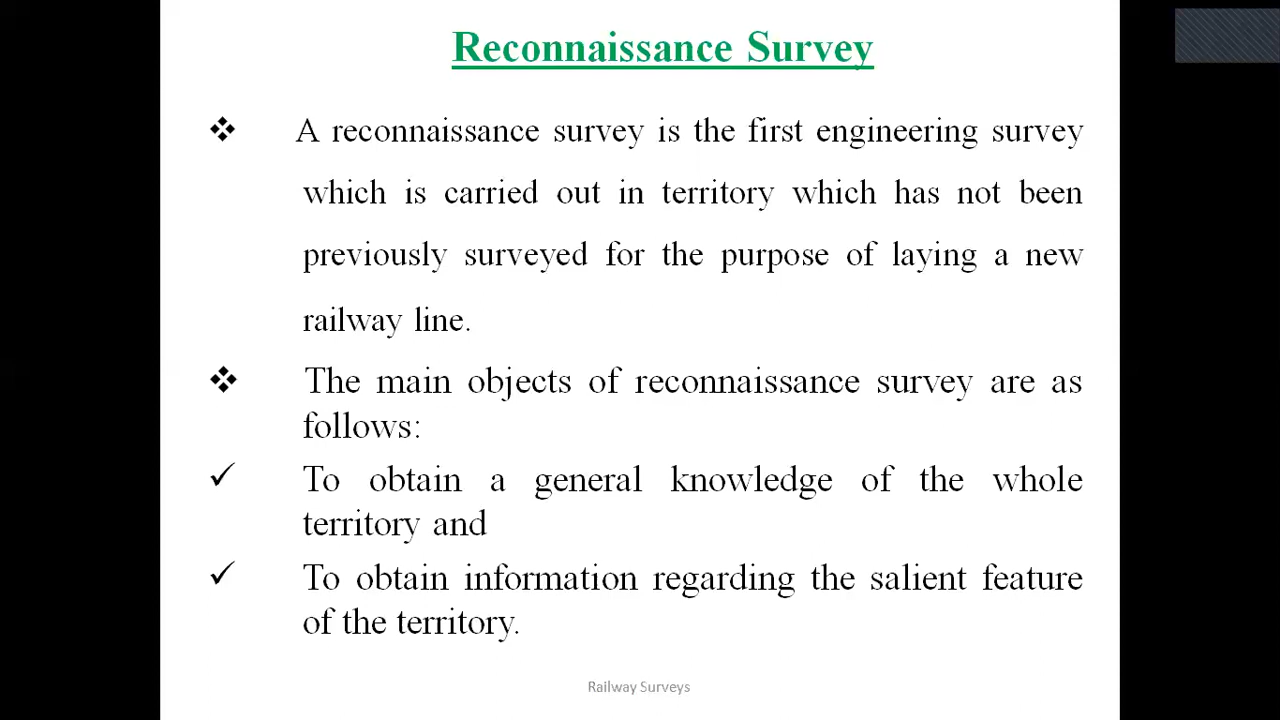 Reconnaissance Survey
❖ A reconnaissance survey is the first engineering survey
which is carried out in territory which has not been
previously surveyed for the purpose of laying a new
railway line.
❖ The main objects of reconnaissance survey are as
follows:
✓ To obtain a general knowledge of the whole
territory and
✓ To obtain information regarding the salient feature
of the territory.
Railway Surveys